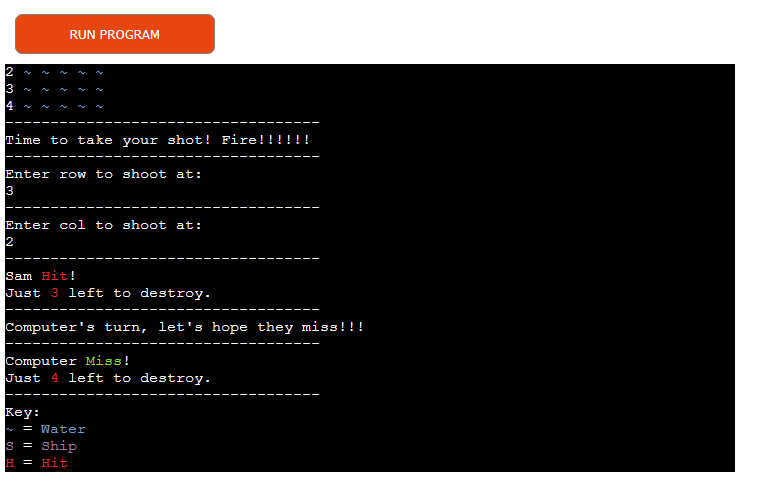 RUN PROGRAM
2 ~ ~ ~ ~ ~
3 ~ ~ ~ ~ ~
4 ~ ~ ~ ~ ~
-----------------------------------
Time to take your shot! Fire!!!!!!
-----------------------------------
Enter row to shoot at:
3
-----------------------------------
Enter col to shoot at:
2
-----------------------------------
Sam Hit!
Just 3 left to destroy.
-----------------------------------
Computer's turn, let's hope they miss!!!
-----------------------------------
Computer Miss!
Just 4 left to destroy.
-----------------------------------
Key:
~ = Water
S = Ship
H = Hit